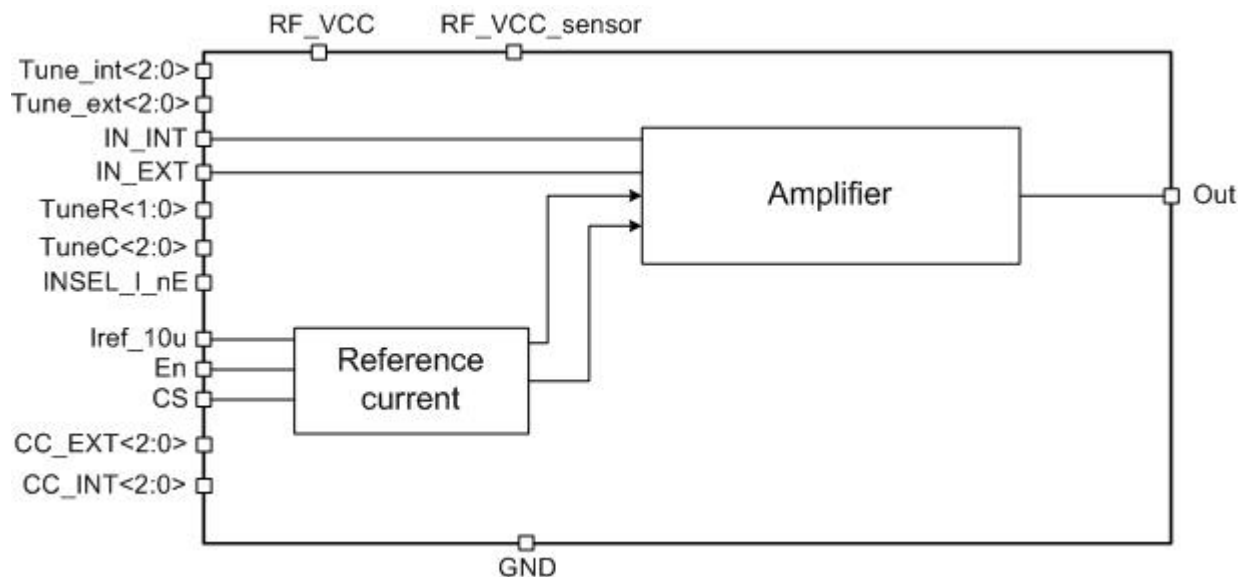 RF_VCC
RF_VCC_sensor
Tune_int<2:0>
Tune_ext<2:0>
IN_INT
IN_EXT
TuneR<1:0>
TuneC<2:0>
INSEL_I_nE
Iref_10u
En
CS
CC_EXT<2:0>
CC_INT<2:0>
Amplifier
Reference
current
Out
GND